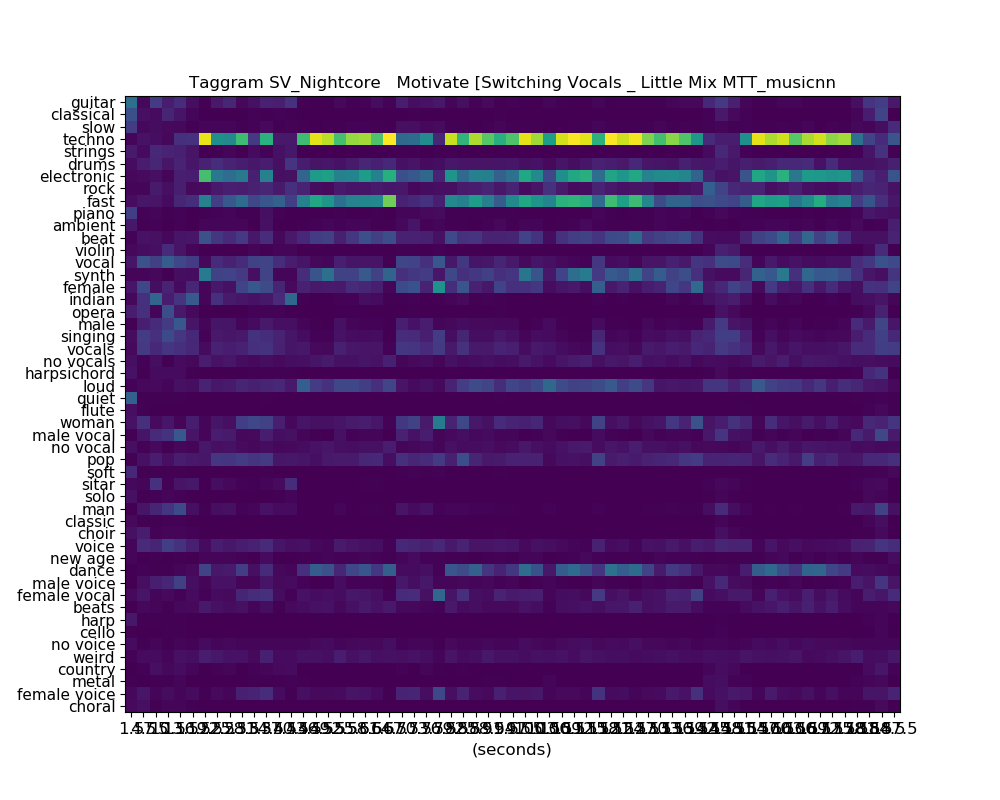 Taggram SV_Nightcore   Motivate [Switching Vocals _ Little Mix MTT_musicnn
guitar
classical
slow
techno
strings
drums
electronic
rock
fast
piano
ambient
beat
violin
vocal
synth
female
indian
opera
male
singing
vocals
no vocals
harpsichord
loud
quiet
flute
woman
male vocal
no vocal
pop
soft
sitar
solo
man
classic
choir
voice
new age
dance
male voice
female vocal
beats
harp
cello
no voice
weird
country
metal
female voice
choral
(seconds)